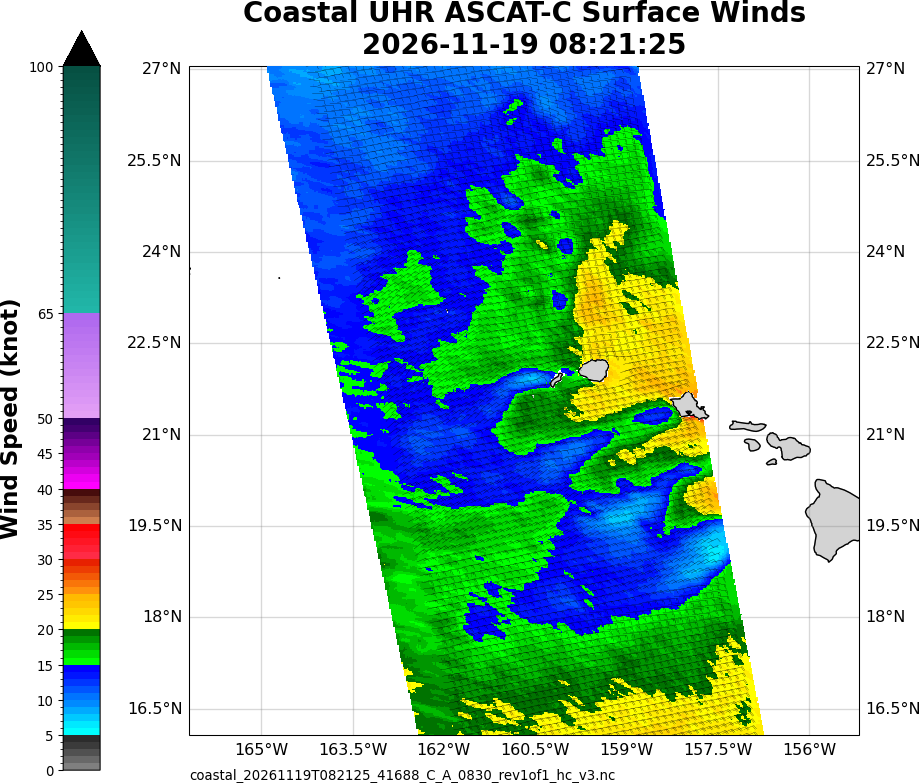 Coastal UHR ASCAT-C Surface Winds
2026-11-19 08:21:25
Wind Speed (knot)
100
65
50
45
40
35
30
25
20
15
10
5
0
27°N 27°N
25.5°N 25.5°N
24°N 24°N
22.5°N 22.5°N
21°N 21°N
19.5°N 19.5°N
18°N 18°N
16.5°N 16.5°N
165°W 163.5°W 162°W 160.5°W 159°W 157.5°W 156°W
coastal_20261119T082125_41688_C_A_0830_rev1of1_hc_v3.nc